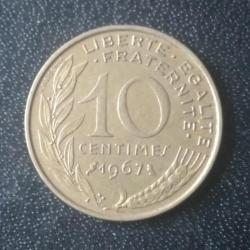 LIBERTE · EGALITE
· FRATERNITE ·
10
CENTIMES
1967